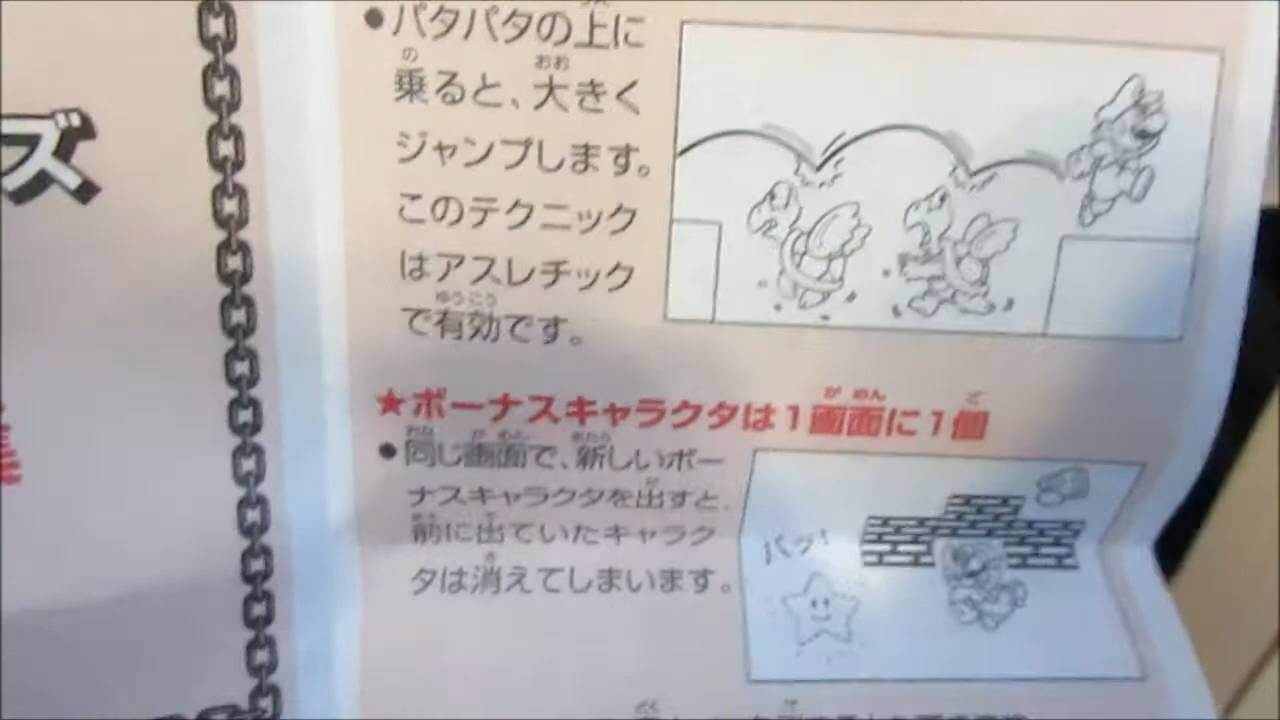 ズ
●パタパタの上に
乗ると、大きく
ジャンプします。
このテクニック
はアスレチック
で有効です。
★ボーナスキャラクタは1画面に1個
●同じ画面で、新しいボー
ナスキャラクタを出すと、
前に出ていたキャラク
タは消えてしまいます。
パッ!